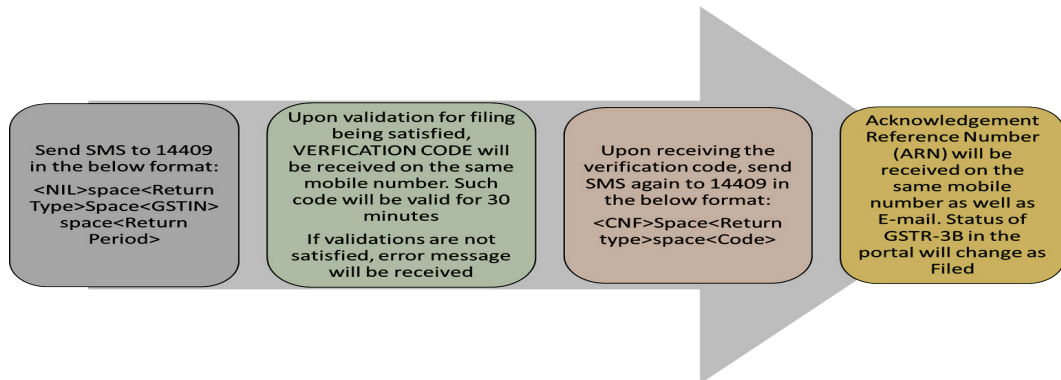 Send SMS to 14409
in the below format:
<NIL>space<Return
Type>Space<GSTIN>
space<Return
Period>
Upon validation for filing
being satisfied,
VERFICATION CODE will
be received on the same
mobile number. Such
code will be valid for 30
minutes
If validations are not
satisfied, error message
will be received
Upon receiving the
verification code, send
SMS again to 14409 in
the below format:
<CNF>Space<Return
type>space<Code>
Acknowledgement
Reference Number
(ARN) will be
received on the
same mobile
number as well as
E-mail. Status of
GSTR-3B in the
portal will change as
Filed